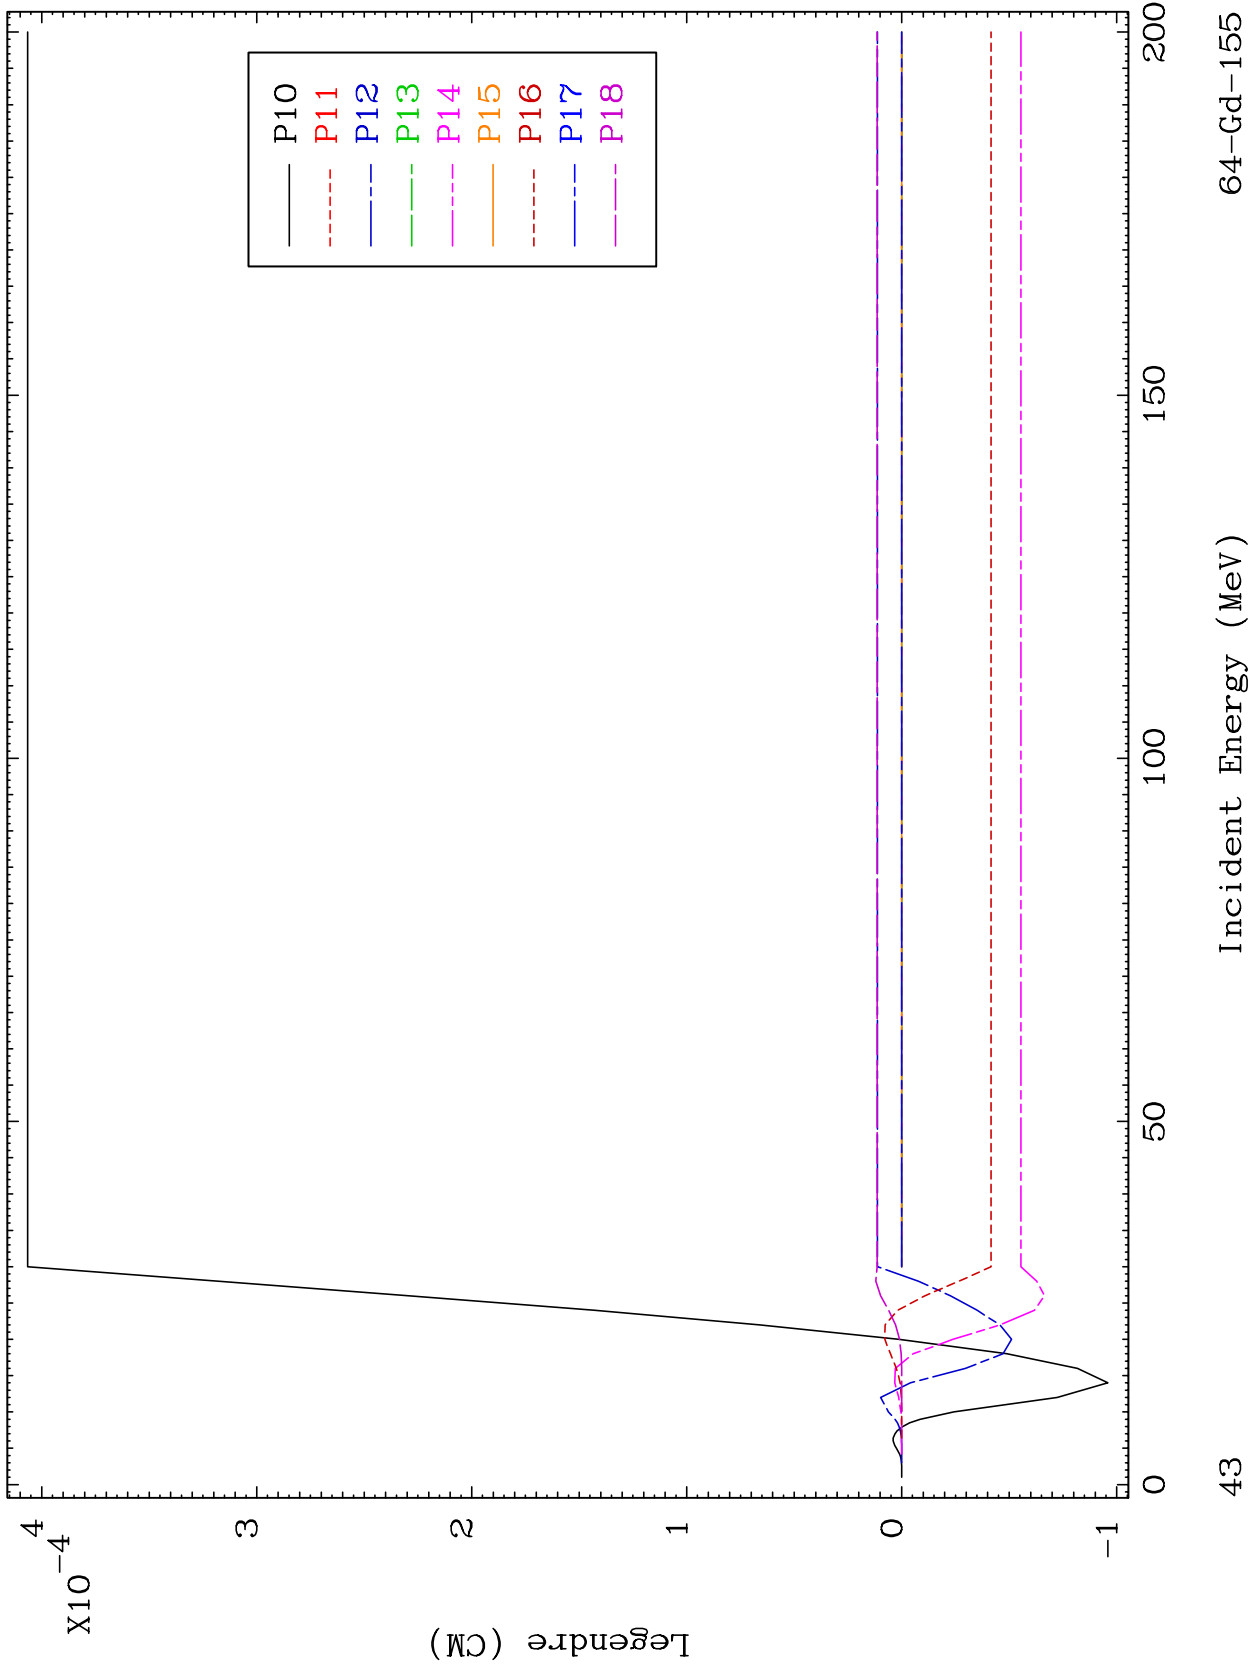 X10-4
4
3
2
1
0
-1
Legendre (CM)
P10
P11
P12
P13
P14
P15
P16
P17
P18
0
50
100
150
200
43
Incident Energy (MeV)
64-Gd-155